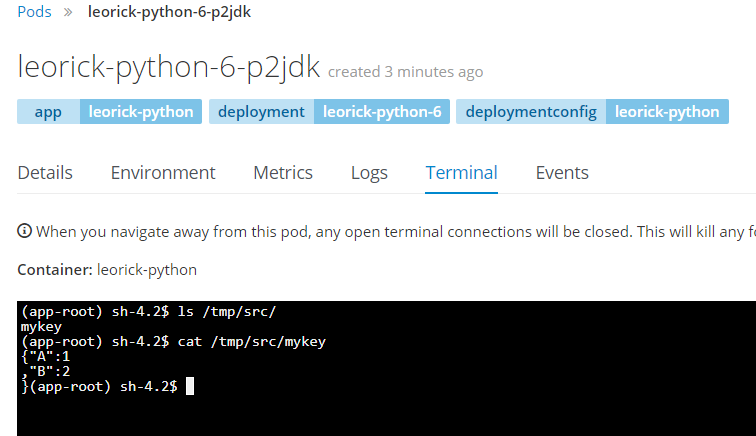 Pods » leorick-python-6-p2jdk
leorick-python-6-p2jdk created 3 minutes ago
app leorick-python deployment leorick-python-6 deploymentconfig leorick-python
Details Environment Metrics Logs Terminal Events
When you navigate away from this pod, any open terminal connections will be closed. This will kill any
Container: leorick-python
(app-root) sh-4.2$ ls /tmp/src/
mykey
(app-root) sh-4.2$ cat /tmp/src/mykey
{"A":1
,"B":2
}(app-root) sh-4.2$